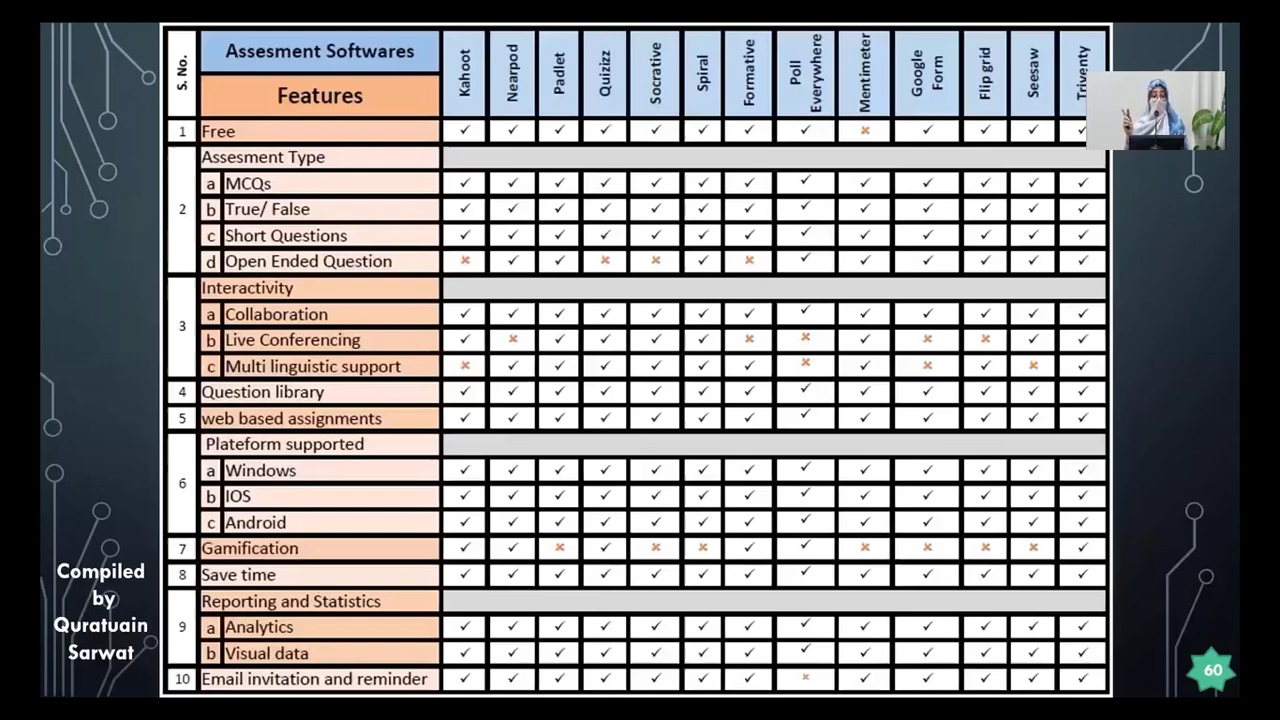 S. No.
Assesment Softwares
Features
Kahoot
Nearpod
Padlet
Quizizz
Socrative
Spiral
Formative
Poll
Everywhere
Mentimeter
Google
Form
Flip grid
Seesaw
1 Free ✓ ✓ ✓ ✓ ✓ ✓ ✓ ✓ × ✓ ✓ ✓ ✓
2
Assesment Type
a MCQs ✓ ✓ ✓ ✓ ✓ ✓ ✓ ✓ ✓ ✓ ✓ ✓ ✓
b True/ False ✓ ✓ ✓ ✓ ✓ ✓ ✓ ✓ ✓ ✓ ✓ ✓ ✓
c Short Questions ✓ ✓ ✓ ✓ ✓ ✓ ✓ ✓ ✓ ✓ ✓ ✓ ✓
d Open Ended Question × ✓ ✓ × × ✓ × ✓ ✓ ✓ ✓ ✓ ✓
3
Interactivity
a Collaboration ✓ ✓ ✓ ✓ ✓ ✓ ✓ ✓ ✓ ✓ ✓ ✓ ✓
b Live Conferencing ✓ × ✓ ✓ ✓ ✓ × × ✓ × × ✓ ✓
c Multi linguistic support × ✓ ✓ ✓ ✓ ✓ ✓ × ✓ × ✓ × ✓
4 Question library ✓ ✓ ✓ ✓ ✓ ✓ ✓ ✓ ✓ ✓ ✓ ✓ ✓
5 web based assignments ✓ ✓ ✓ ✓ ✓ ✓ ✓ ✓ ✓ ✓ ✓ ✓ ✓
6
Plateform supported
a Windows ✓ ✓ ✓ ✓ ✓ ✓ ✓ ✓ ✓ ✓ ✓ ✓ ✓
b IOS ✓ ✓ ✓ ✓ ✓ ✓ ✓ ✓ ✓ ✓ ✓ ✓ ✓
c Android ✓ ✓ ✓ ✓ ✓ ✓ ✓ ✓ ✓ ✓ ✓ ✓ ✓
7 Gamification ✓ ✓ × ✓ × × ✓ ✓ × × × × ✓
8 Save time ✓ ✓ ✓ ✓ ✓ ✓ ✓ ✓ ✓ ✓ ✓ ✓ ✓
9
Reporting and Statistics
a Analytics ✓ ✓ ✓ ✓ ✓ ✓ ✓ ✓ ✓ ✓ ✓ ✓ ✓
b Visual data ✓ ✓ ✓ ✓ ✓ ✓ ✓ ✓ ✓ ✓ ✓ ✓ ✓
10 Email invitation and reminder ✓ ✓ ✓ ✓ ✓ ✓ ✓ × ✓ ✓ ✓ ✓ ✓
Compiled
by
Quratuain
Sarwat
60